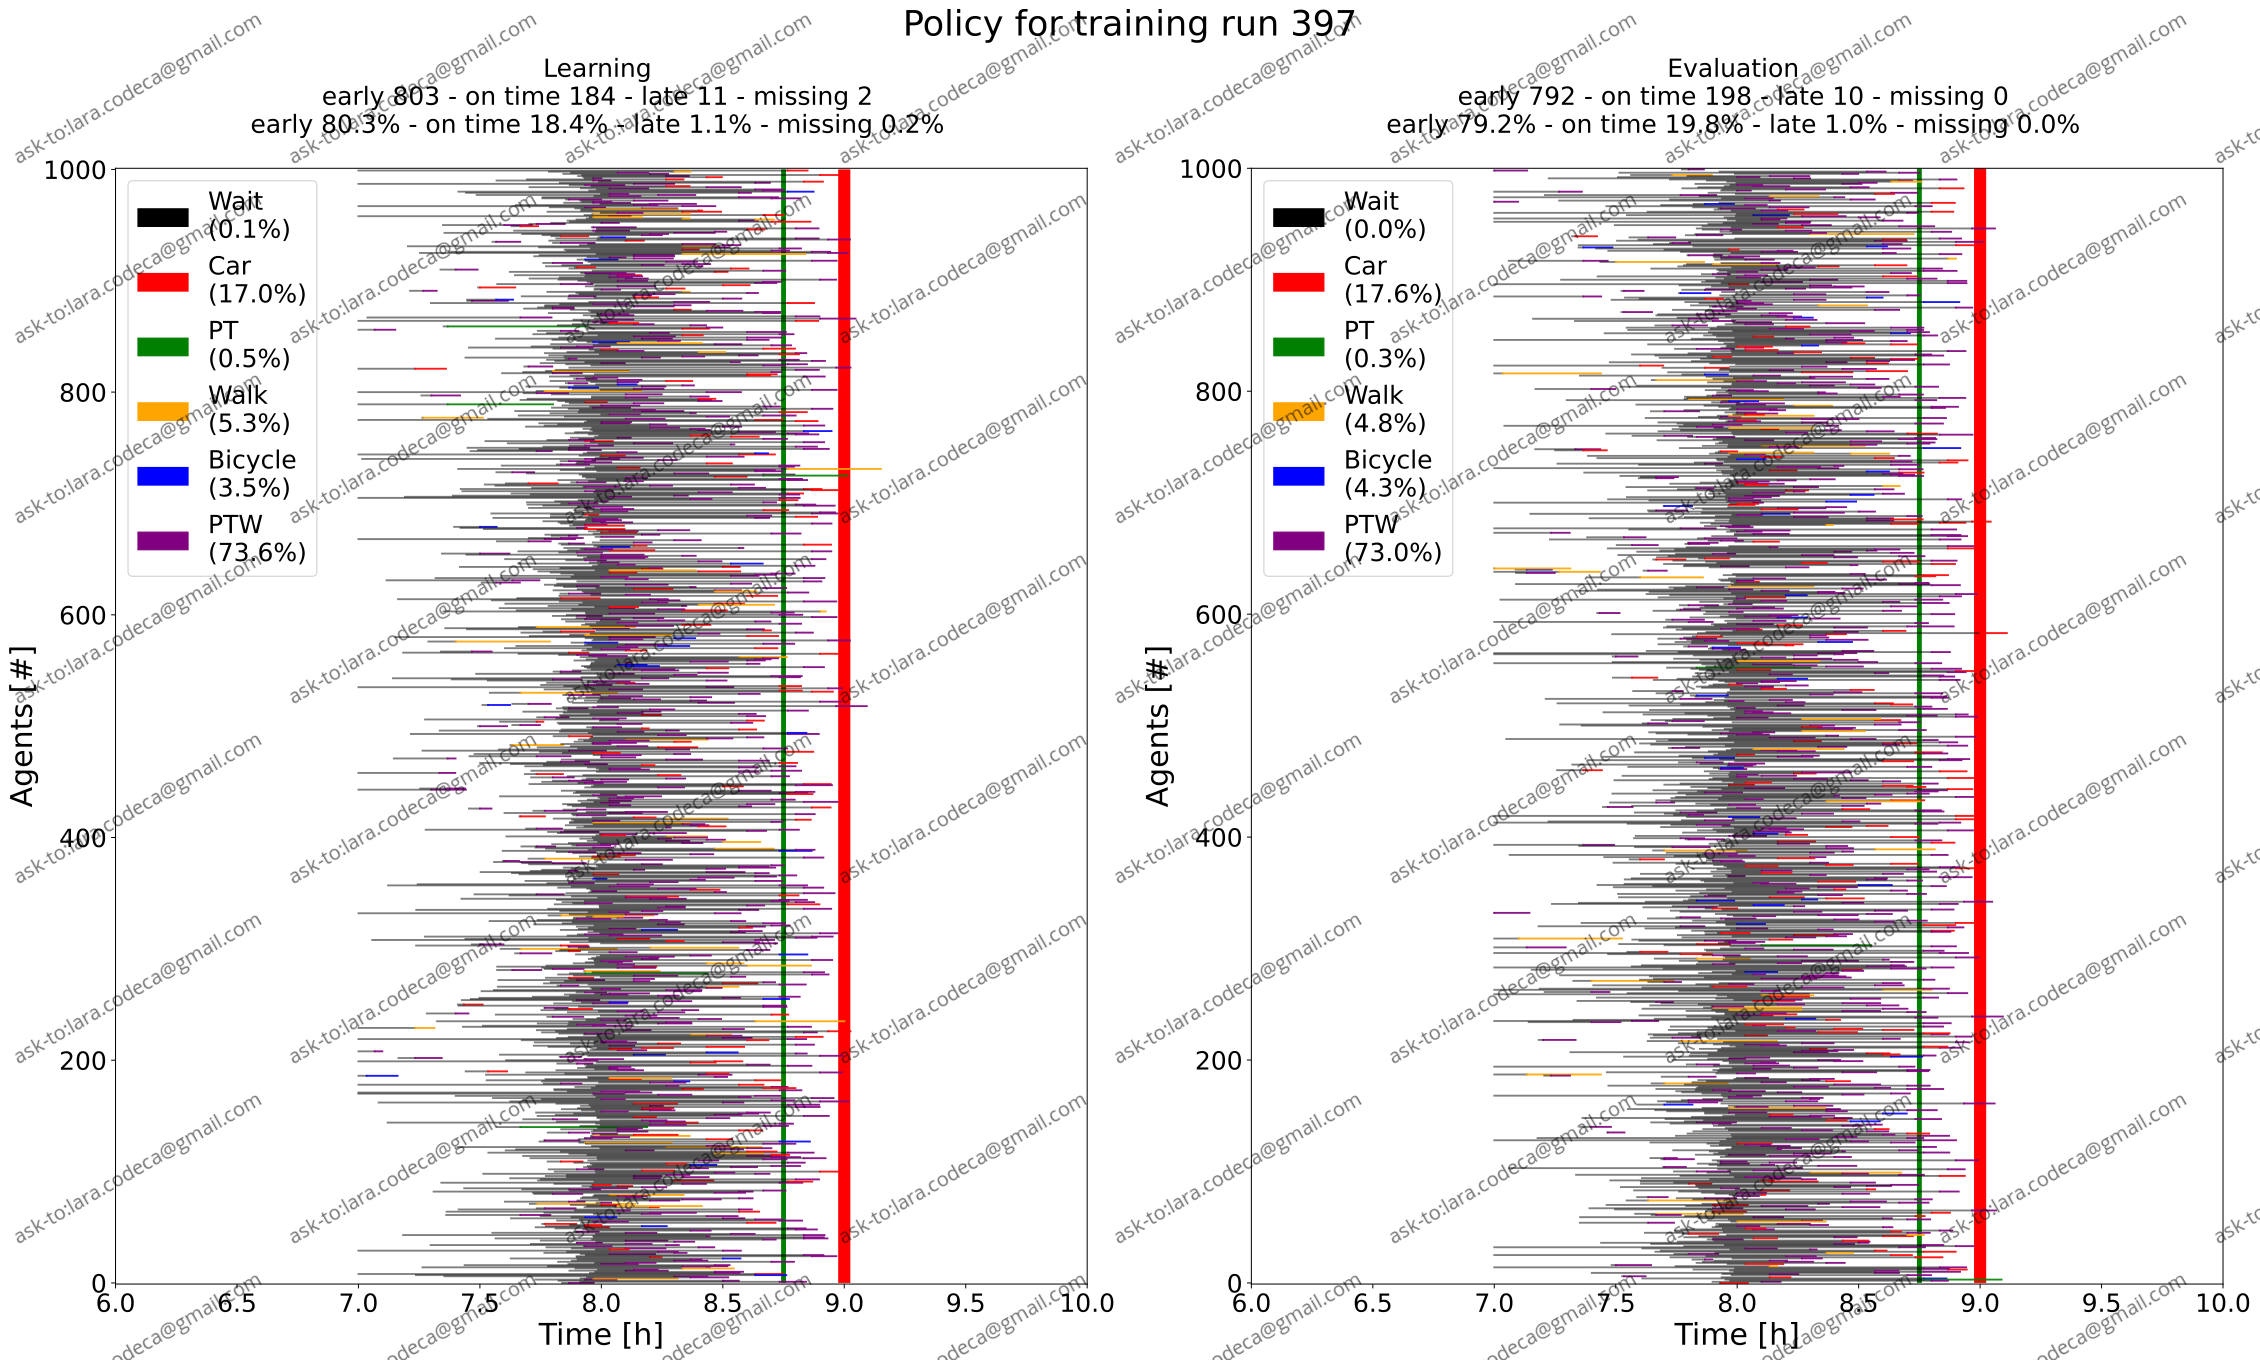 Policy for training run 397
Learning
early 803 - on time 184 - late 11 - missing 2
early 80.3% - on time 18.4% - late 1.1% - missing 0.2%
Agents [#]
1000
800
600
400
200
0
Wait
(0.1%)
Car
(17.0%)
PT
(0.5%)
Walk
(5.3%)
Bicycle
(3.5%)
PTW
(73.6%)
6.0 6.5 7.0 7.5 8.0 8.5 9.0 9.5 10.0
Time [h]
Evaluation
early 792 - on time 198 - late 10 - missing 0
early 79.2% - on time 19.8% - late 1.0% - missing 0.0%
Agents [#]
1000
800
600
400
200
0
Wait
(0.0%)
Car
(17.6%)
PT
(0.3%)
Walk
(4.8%)
Bicycle
(4.3%)
PTW
(73.0%)
6.0 6.5 7.0 7.5 8.0 8.5 9.0 9.5 10.0
Time [h]
ask-to:lara.codeca@gmail.com